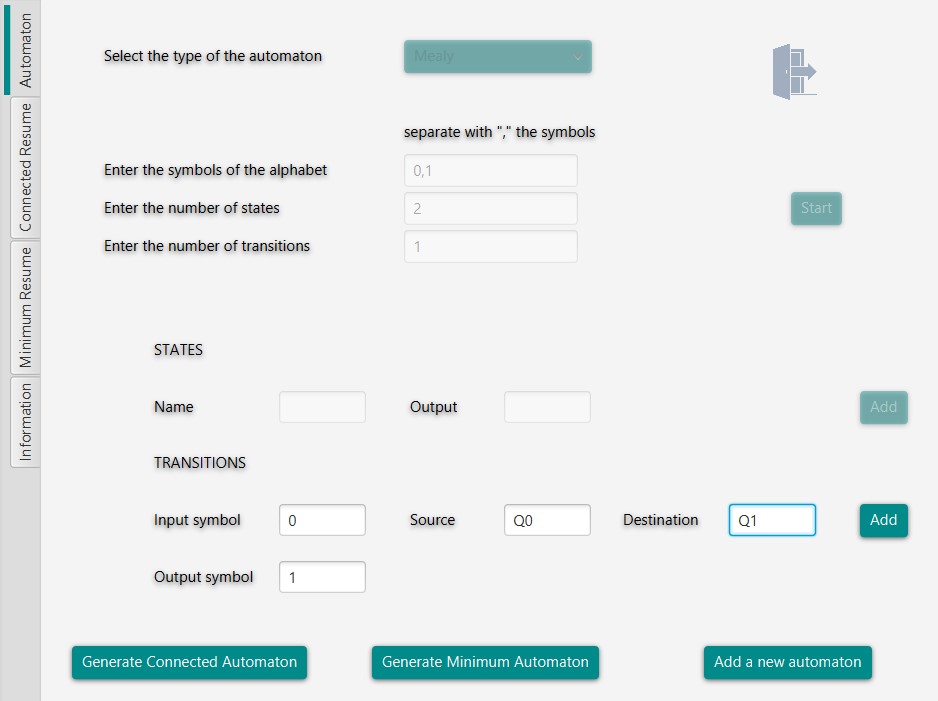 Automaton
Connected Resume
Minimum Resume
Information
Select the type of the automaton
Mealy
separate with "," the symbols
Enter the symbols of the alphabet
0,1
Enter the number of states
2
Start
Enter the number of transitions
1
STATES
Name
Output
Add
TRANSITIONS
Input symbol
0
Source
Q0
Destination
Q1
Add
Output symbol
1
Generate Connected Automaton
Generate Minimum Automaton
Add a new automaton